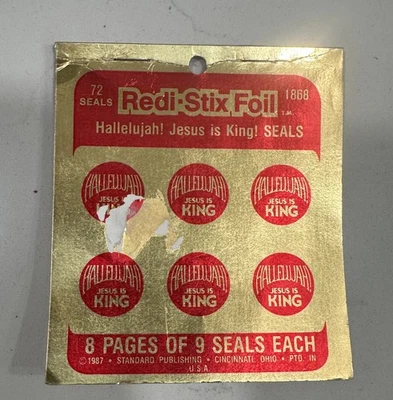 72 SEALS Redi-Stix Foil T.M. 1868
Hallelujah! Jesus is King! SEALS
HALLELUJAH! HALLELUJAH! HALLELUJAH!
JESUS IS JESUS IS JESUS IS
KING KING
HALLELUJAH! HALLELUJAH! HALLELUJAH!
JESUS IS JESUS IS JESUS IS
KING KING KING
8 PAGES OF 9 SEALS EACH
©1987 • STANDARD PUBLISHING • CINCINNATI, OHIO • PTD. IN
U.S.A.